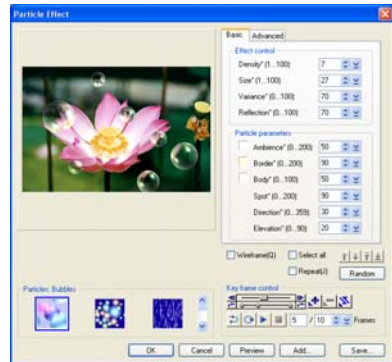 Particle Effect
Basic Advanced
Effect control
Density* (1...100) 7
Size* (1...100) 27
Variance* (0...100) 70
Reflection* (0...100) 70
Particle parameters
Ambience* (0...200) 50
Border* (0...200) 90
Body* (0...100) 50
Spot* (0...200) 90
Direction* (0...359) 30
Elevation* (0...90) 20
Wireframe(Q) Select all
Repeat(J) Random
Particles: Bubbles
Key frame control
5 / 10 Frames
OK Cancel Preview Add... Save...